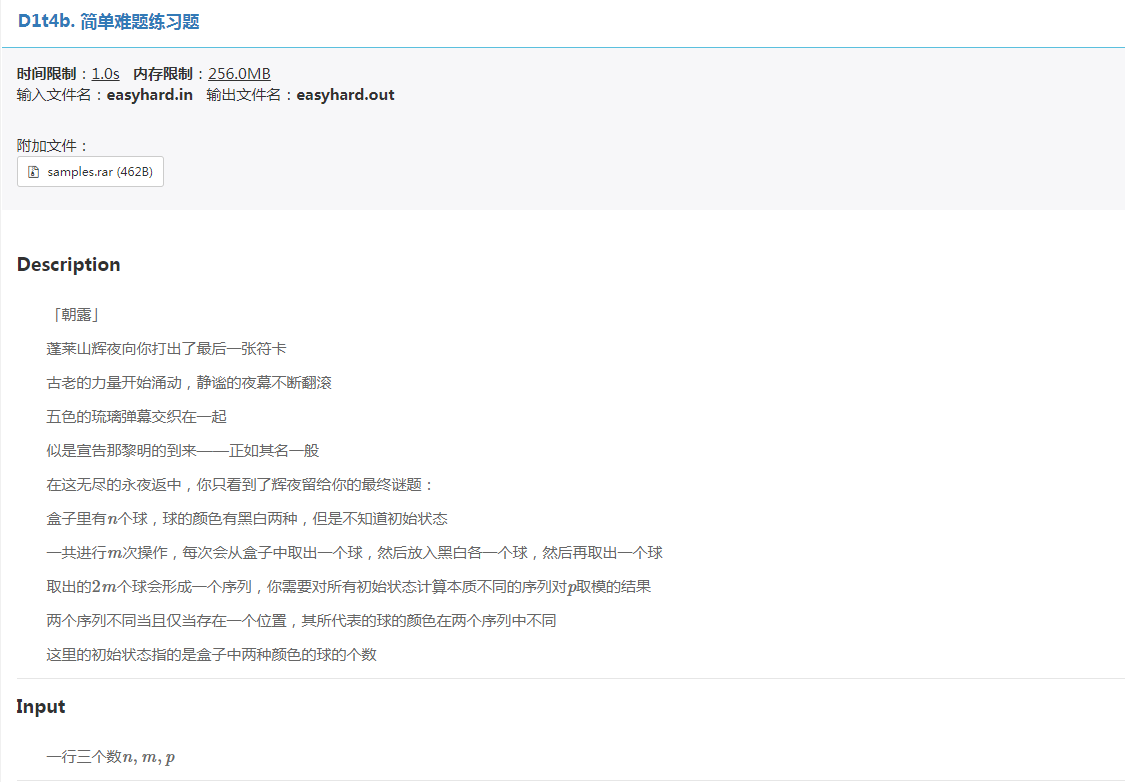 D1t4b. 简单难题练习题
时间限制：1.0s 内存限制：256.0MB
输入文件名：easyhard.in 输出文件名：easyhard.out
附加文件：
samples.rar (462B)
Description
「朝露」
蓬莱山辉夜向你打出了最后一张符卡
古老的力量开始涌动，静谧的夜幕不断翻滚
五色的琉璃弹幕交织在一起
似是宣告那黎明的到来——正如其名一般
在这无尽的永夜返中，你只看到了辉夜留给你的最终谜题：
盒子里有n个球，球的颜色有黑白两种，但是不知道初始状态
一共进行m次操作，每次会从盒子中取出一个球，然后放入黑白各一个球，然后再取出一个球
取出的2m个球会形成一个序列，你需要对所有初始状态计算本质不同的序列对p取模的结果
两个序列不同当且仅当存在一个位置，其所代表的球的颜色在两个序列中不同
这里的初始状态指的是盒子中两种颜色的球的个数
Input
一行三个数n, m, p